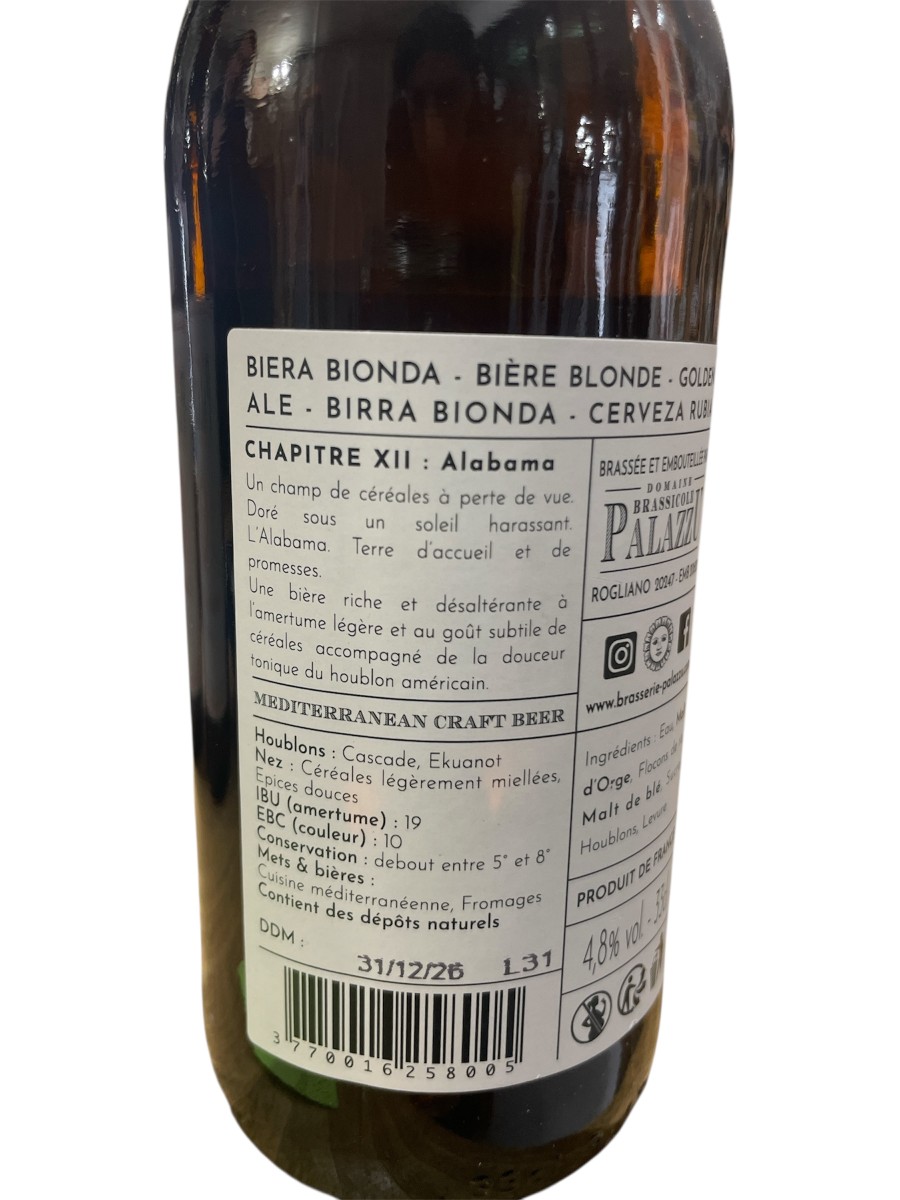 BIERA BIONDA - BIÈRE BLONDE - GOLDEN
ALE - BIRRA BIONDA - CERVEZA RUBIA
CHAPITRE XII : Alabama
Un champ de céréales à perte de vue.
Doré sous un soleil harassant.
L'Alabama. Terre d'accueil et de
promesses.
Une bière riche et désaltérante à
l'amertume légère et au goût subtile de
céréales accompagné de la douceur
tonique du houblon américain.
MEDITERRANEAN CRAFT BEER
Houblons : Cascade, Ekuanot
Nez : Céréales légèrement miellées,
Epices douces
IBU (amertume) : 19
EBC (couleur) : 10
Conservation : debout entre 5° et 8°
Mets & bières :
Cuisine méditerranéenne, Fromages
Contient des dépôts naturels
DDM :
31/12/26 L31
3 770016 258005
BRASSÉE ET EMBOUTEILLÉE
DOMAINE
BRASSICOLE
PALAZZU
ROGLIANO 20247 - EMB
www.brasserie-palazzu
Ingrédients : Eau,
d'Orge, Flocons de
Malt de blé,
Houblons, Levure
PRODUIT DE FRANCE
4,8% vol. - 33c